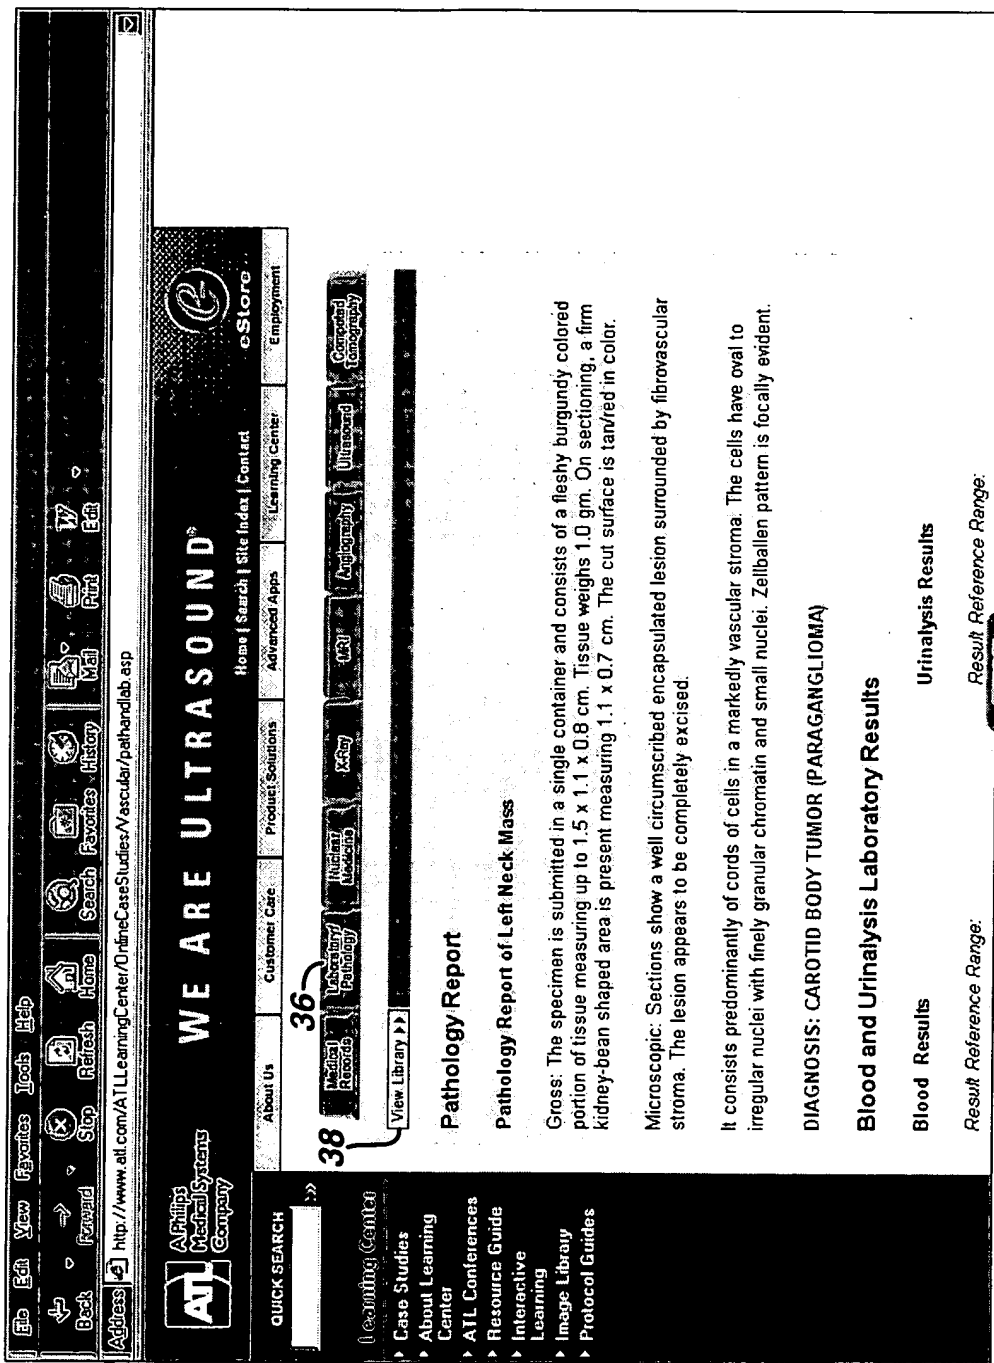 File Edit View Favorites Tools Help
Back Forward Stop Refresh Home Search Favorites History Mail Print Edit
Address http://www.atl.com/ATLLearningCenter/OnlineCaseStudies/Vascular/pathandlab.asp
ATL
A Philips
Medical Systems
Company
WE ARE ULTRASOUND®
eStore
Home | Search | Site Index | Contact
About Us Customer Care Product Solutions Advanced Apps Learning Center Employment
QUICK SEARCH
Learning Center
Case Studies
About Learning
Center
ATL Conferences
Resource Guide
Interactive
Learning
Image Library
Protocol Guides
36
38
Medical
Records
Laboratory/
Pathology
Nuclear
Medicine
X-Ray
MRI
Angiography
Ultrasound
Computed
Tomography
View Library >>
Pathology Report
Pathology Report of Left Neck Mass
Gross: The specimen is submitted in a single container and consists of a fleshy burgundy colored
portion of tissue measuring up to 1.5 x 1.1 x 0.8 cm. Tissue weighs 1.0 gm. On sectioning, a firm
kidney-bean shaped area is present measuring 1.1 x 0.7 cm. The cut surface is tan/red in color.
Microscopic: Sections show a well circumscribed encapsulated lesion surrounded by fibrovascular
stroma. The lesion appears to be completely excised.
It consists predominantly of cords of cells in a markedly vascular stroma. The cells have oval to
irregular nuclei with finely granular chromatin and small nuclei. Zellballen pattern is focally evident.
DIAGNOSIS: CAROTID BODY TUMOR (PARAGANGLIOMA)
Blood and Urinalysis Laboratory Results
Blood Results Urinalysis Results
Result Reference Range: Result Reference Range: